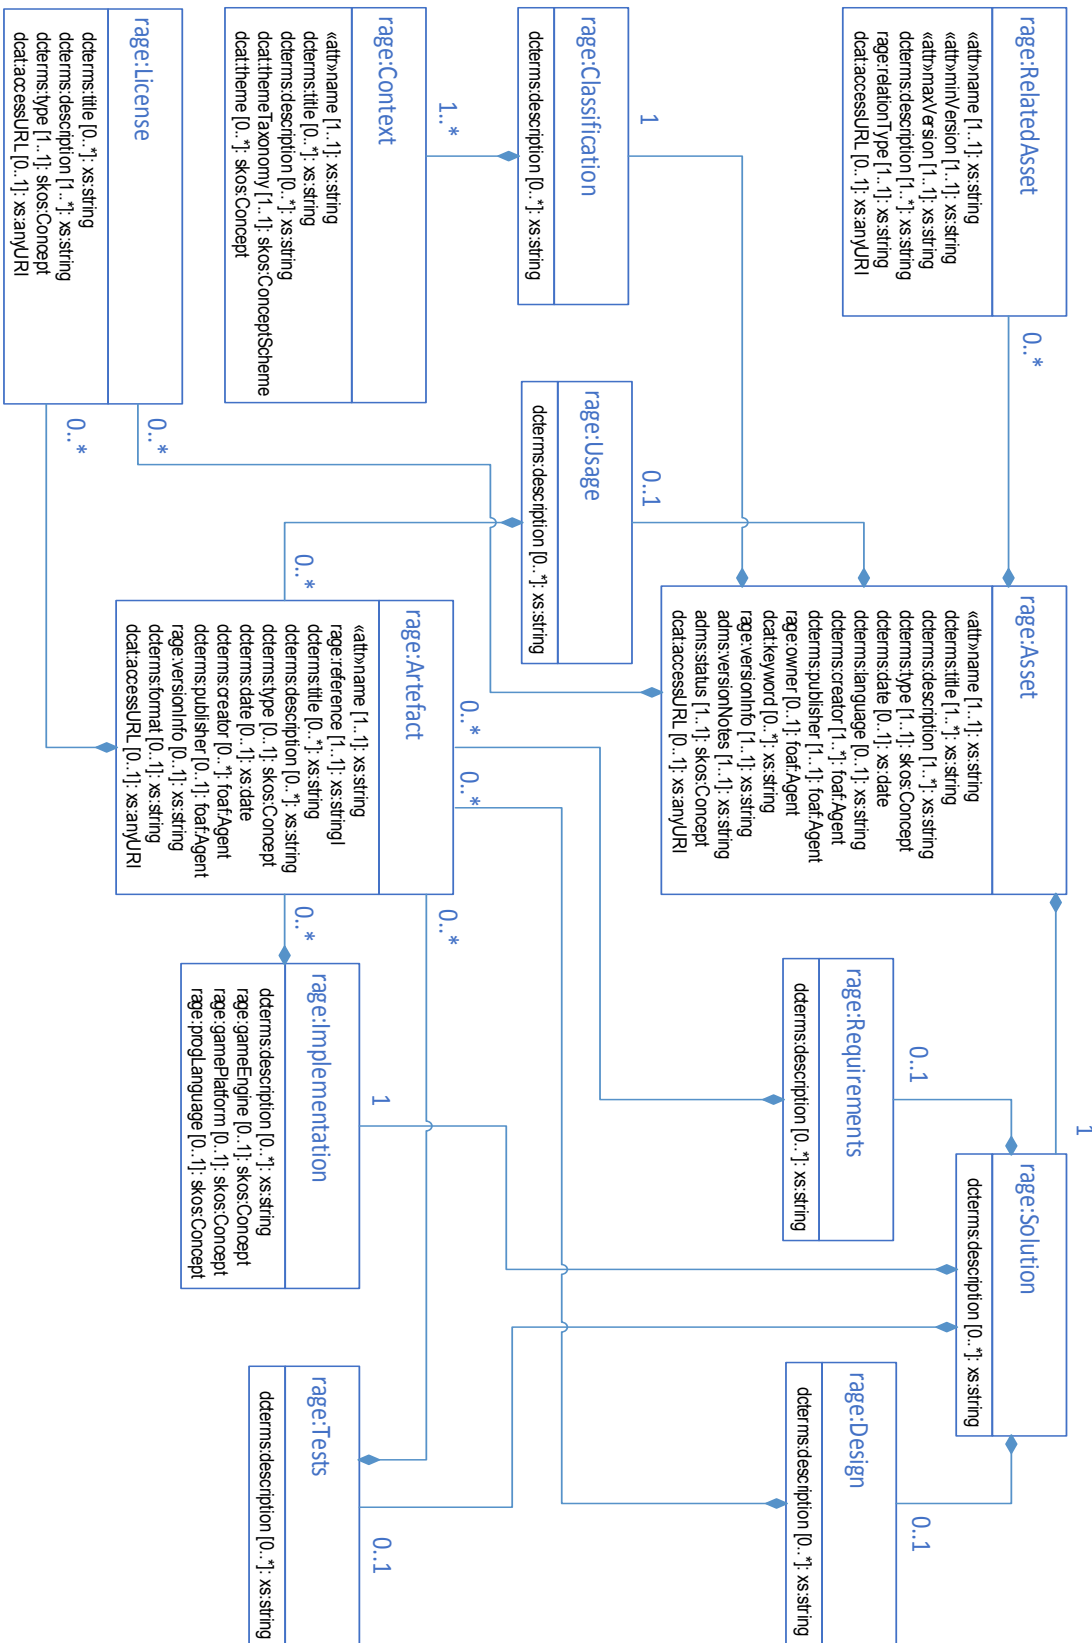 rage:RelatedAsset
«attr»name [1..1]: xs:string
«attr»minVersion [1..1]: xs:string
«attr»maxVersion [1..1]: xs:string
dcterms:description [1..*]: xs:string
rage:relationType [1..1]: xs:string
dcat:accessURL [0..1]: xs:anyURI
0..*
rage:Asset
«attr»name [1..1]: xs:string
dcterms:title [1..*]: xs:string
dcterms:description [1..*]: xs:string
dcterms:type [1..1]: skos:Concept
dcterms:date [0..1]: xs:date
dcterms:language [0..1]: xs:string
dcterms:creator [1..*]: foaf:Agent
dcterms:publisher [1..1]: foaf:Agent
rage:owner [0..1]: foaf:Agent
dcat:keyword [0..*]: xs:string
rage:versionInfo [1..1]: xs:string
adms:versionNotes [1..1]: xs:string
adms:status [1..1]: skos:Concept
dcat:accessURL [0..1]: xs:anyURI
1
rage:Solution
dcterms:description [0..*]: xs:string
1
rage:Classification
dcterms:description [0..*]: xs:string
0..1
rage:Usage
dcterms:description [0..*]: xs:string
0..1
rage:Requirements
dcterms:description [0..*]: xs:string
0..1
rage:Design
dcterms:description [0..*]: xs:string
1..*
rage:Context
«attr»name [1..1]: xs:string
dcterms:title [0..*]: xs:string
dcterms:description [0..*]: xs:string
dcat:themeTaxonomy [1..1]: skos:ConceptScheme
dcat:theme [0..*]: skos:Concept
0..*
0..*
0..*
0..*
rage:Artefact
«attr»name [1..1]: xs:string
rage:reference [1..1]: xs:stringl
dcterms:title [0..*]: xs:string
dcterms:description [0..*]: xs:string
dcterms:type [0..1]: skos:Concept
dcterms:date [0..1]: xs:date
dcterms:creator [0..*]: foaf:Agent
dcterms:publisher [0..1]: foaf:Agent
rage:versionInfo [0..1]: xs:string
dcterms:format [0..1]: xs:string
dcat:accessURL [0..1]: xs:anyURI
0..*
1
rage:Implementation
dcterms:description [0..*]: xs:string
rage:gameEngine [0..1]: skos:Concept
rage:gamePlatform [0..1]: skos:Concept
rage:progLanguage [0..1]: skos:Concept
0..1
rage:Tests
dcterms:description [0..*]: xs:string
rage:License
dcterms:title [0..*]: xs:string
dcterms:description [1..*]: xs:string
dcterms:type [1..1]: skos:Concept
dcat:accessURL [0..1]: xs:anyURI
0..*
0..*